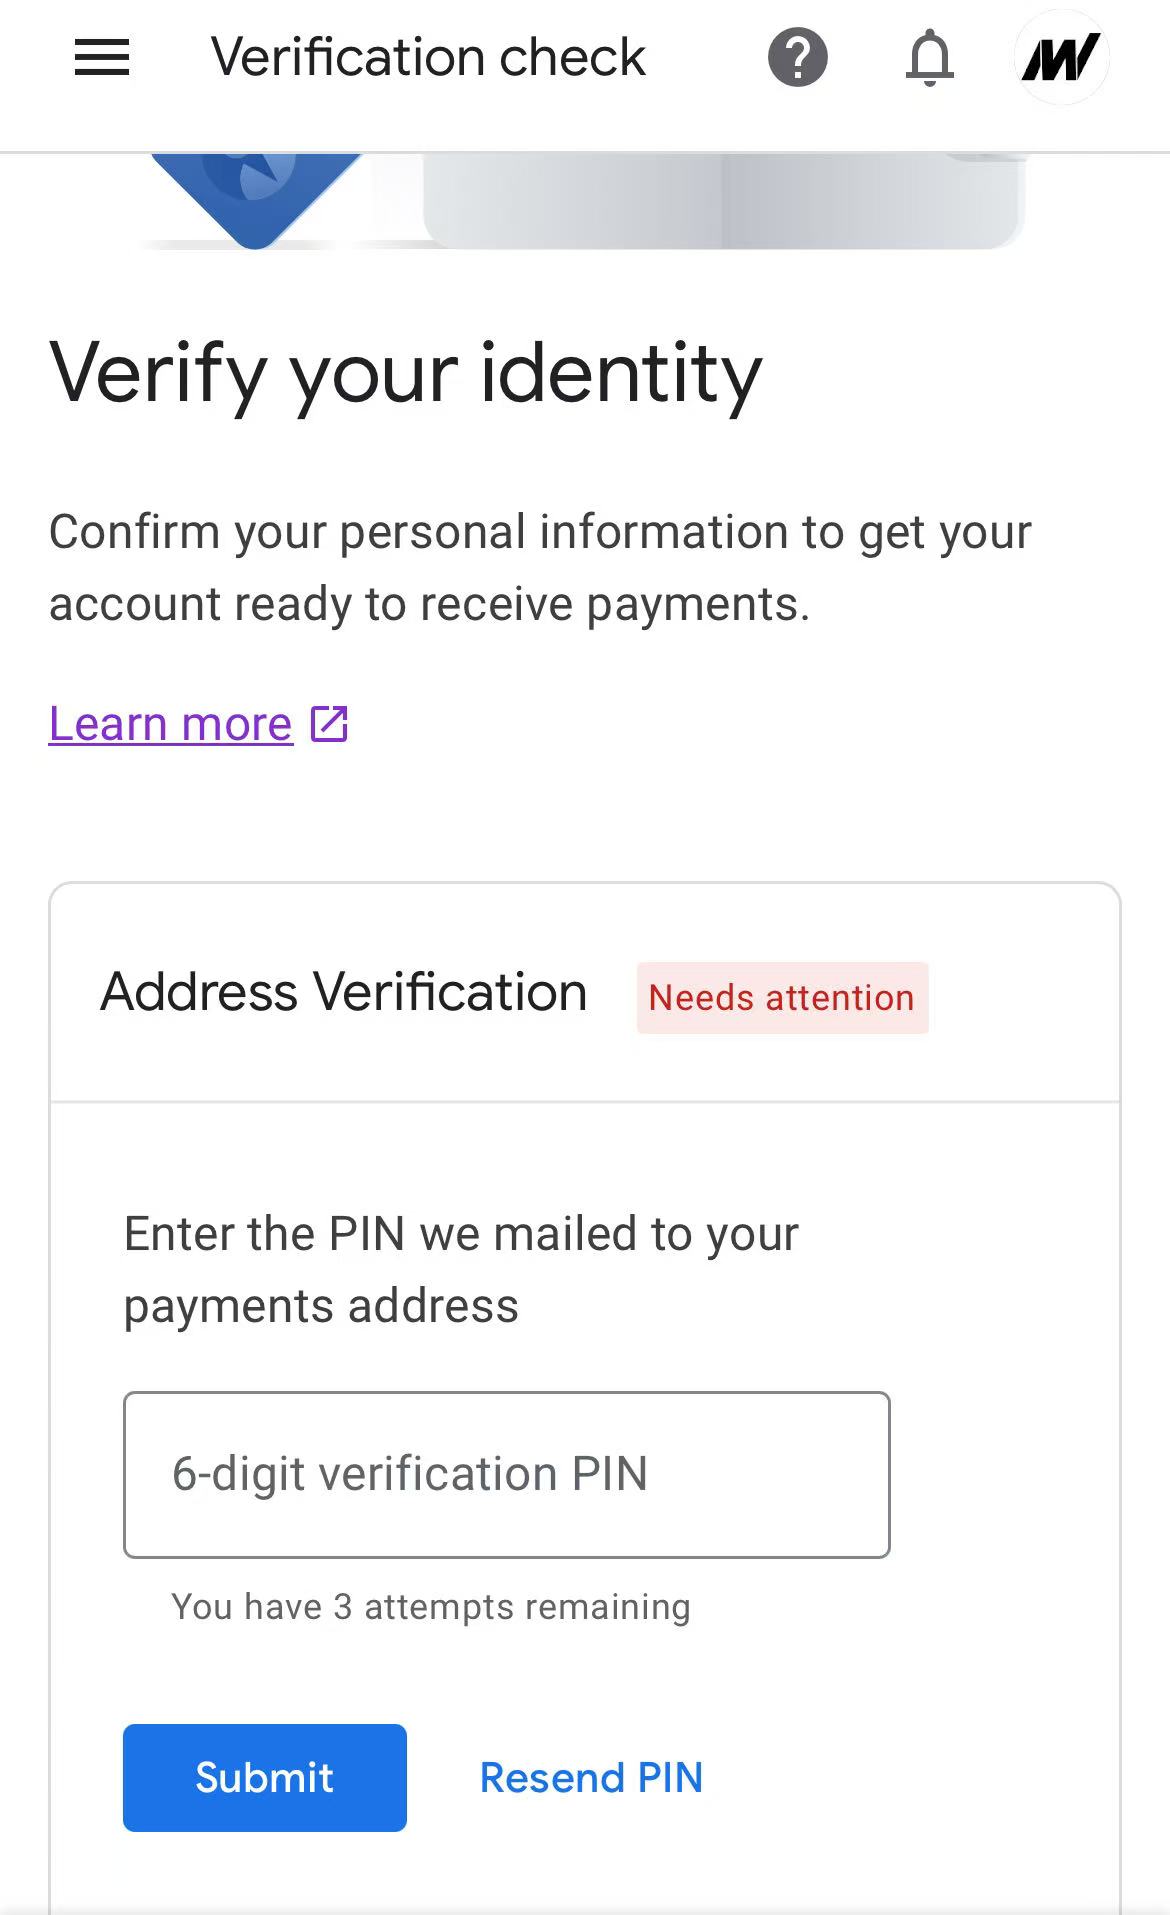 Verification check
Verify your identity
Confirm your personal information to get your
account ready to receive payments.
Learn more
Address Verification
Needs attention
Enter the PIN we mailed to your
payments address
6-digit verification PIN
You have 3 attempts remaining
Submit
Resend PIN